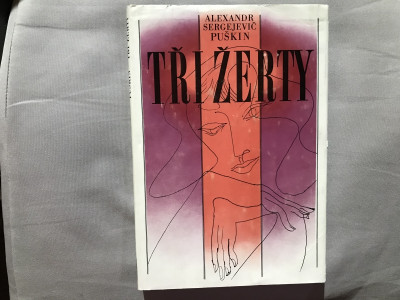 ALEXANDR
SERGEJEVIČ
PUŠKIN
TŘI ŽERTY